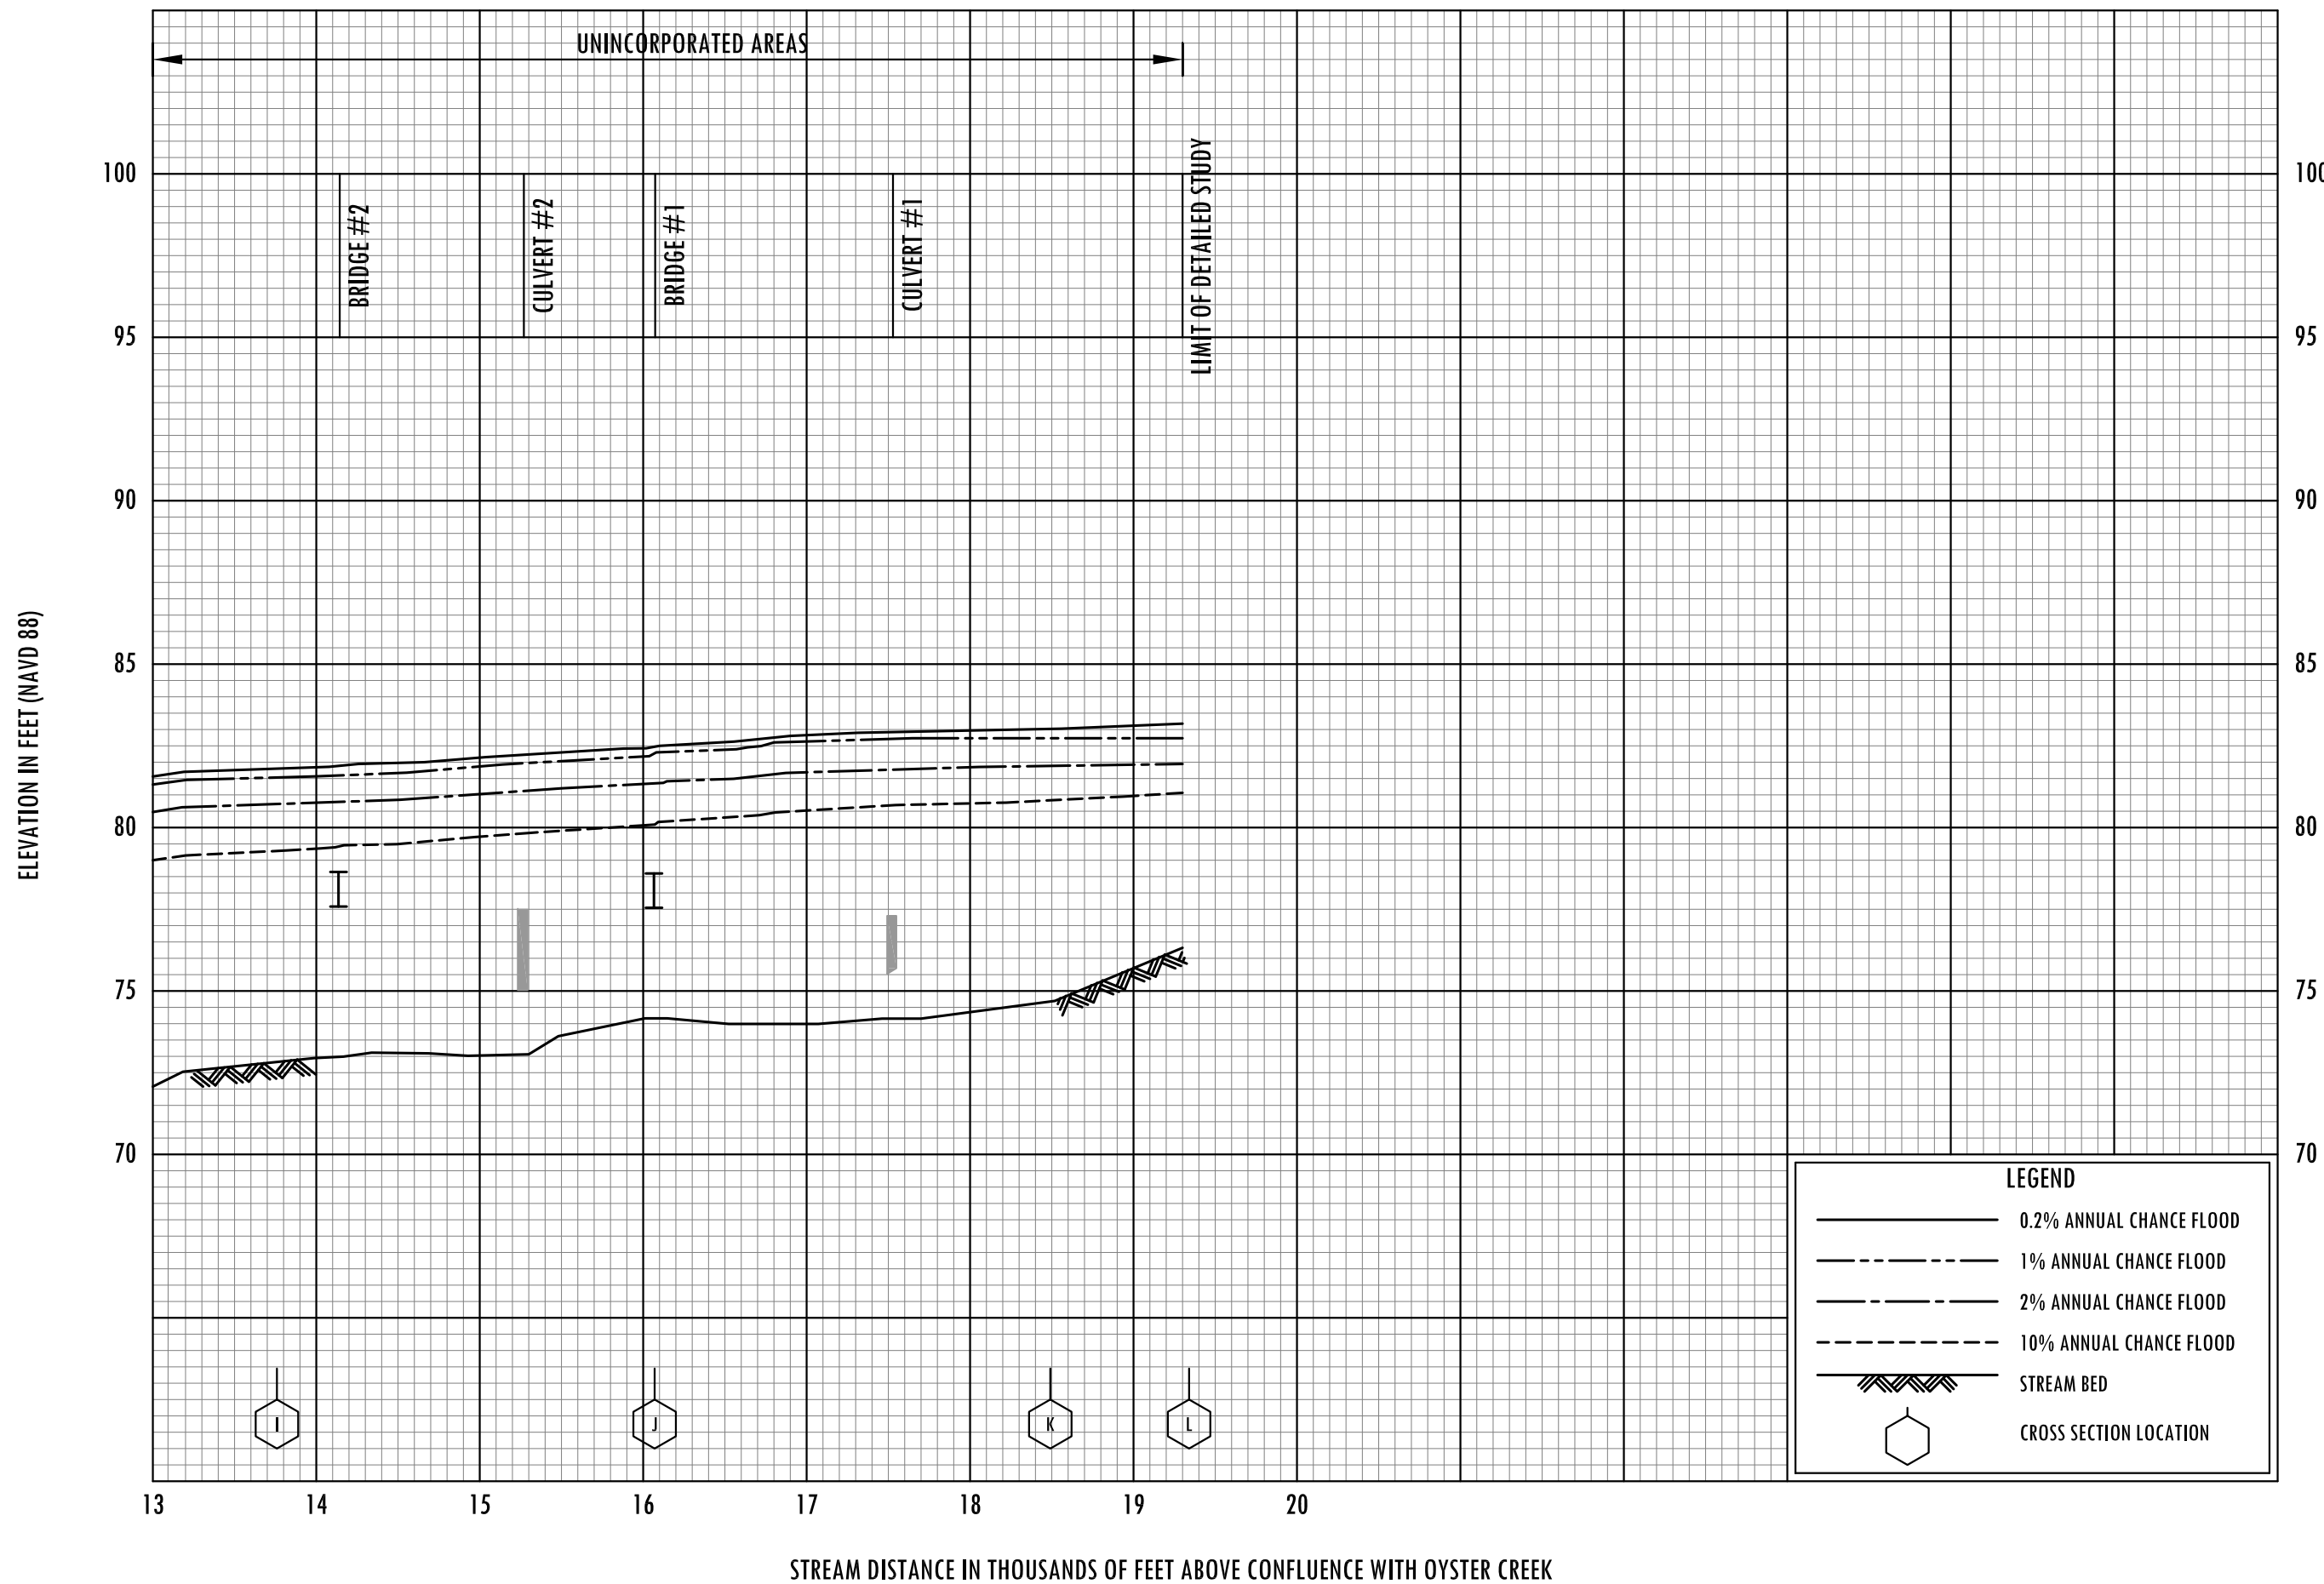 UNINCORPORATED AREAS
LIMIT OF DETAILED STUDY
BRIDGE #2
CULVERT #2
BRIDGE #1
CULVERT #1
100
95
90
85
80
75
70
100
95
90
85
80
75
70
ELEVATION IN FEET (NAVD 88)
LEGEND
0.2% ANNUAL CHANCE FLOOD
1% ANNUAL CHANCE FLOOD
2% ANNUAL CHANCE FLOOD
10% ANNUAL CHANCE FLOOD
STREAM BED
CROSS SECTION LOCATION
I
J
K
L
13
14
15
16
17
18
19
20
STREAM DISTANCE IN THOUSANDS OF FEET ABOVE CONFLUENCE WITH OYSTER CREEK